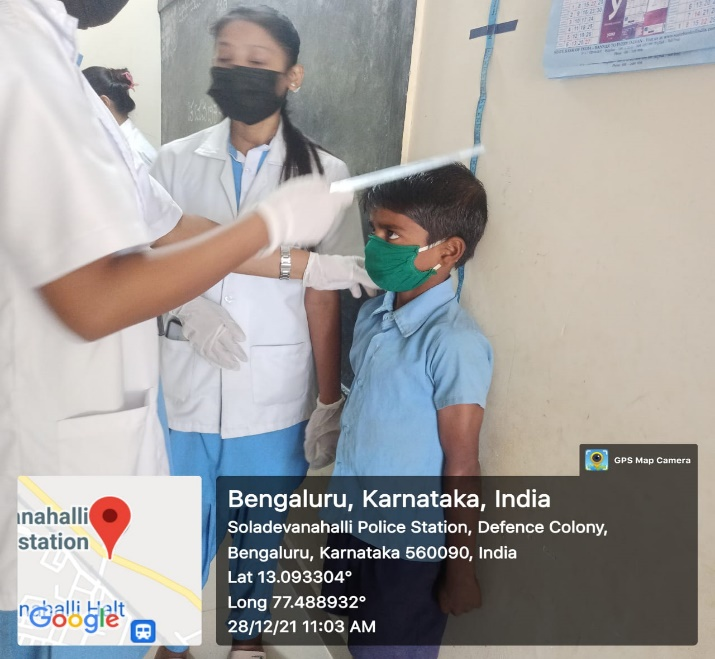 GPS Map Camera
Bengaluru, Karnataka, India
Soladevanahalli Police Station, Defence Colony,
Bengaluru, Karnataka 560090, India
Lat 13.093304°
Long 77.488932°
28/12/21 11:03 AM
nahalli
station
nahalli Halt
Google